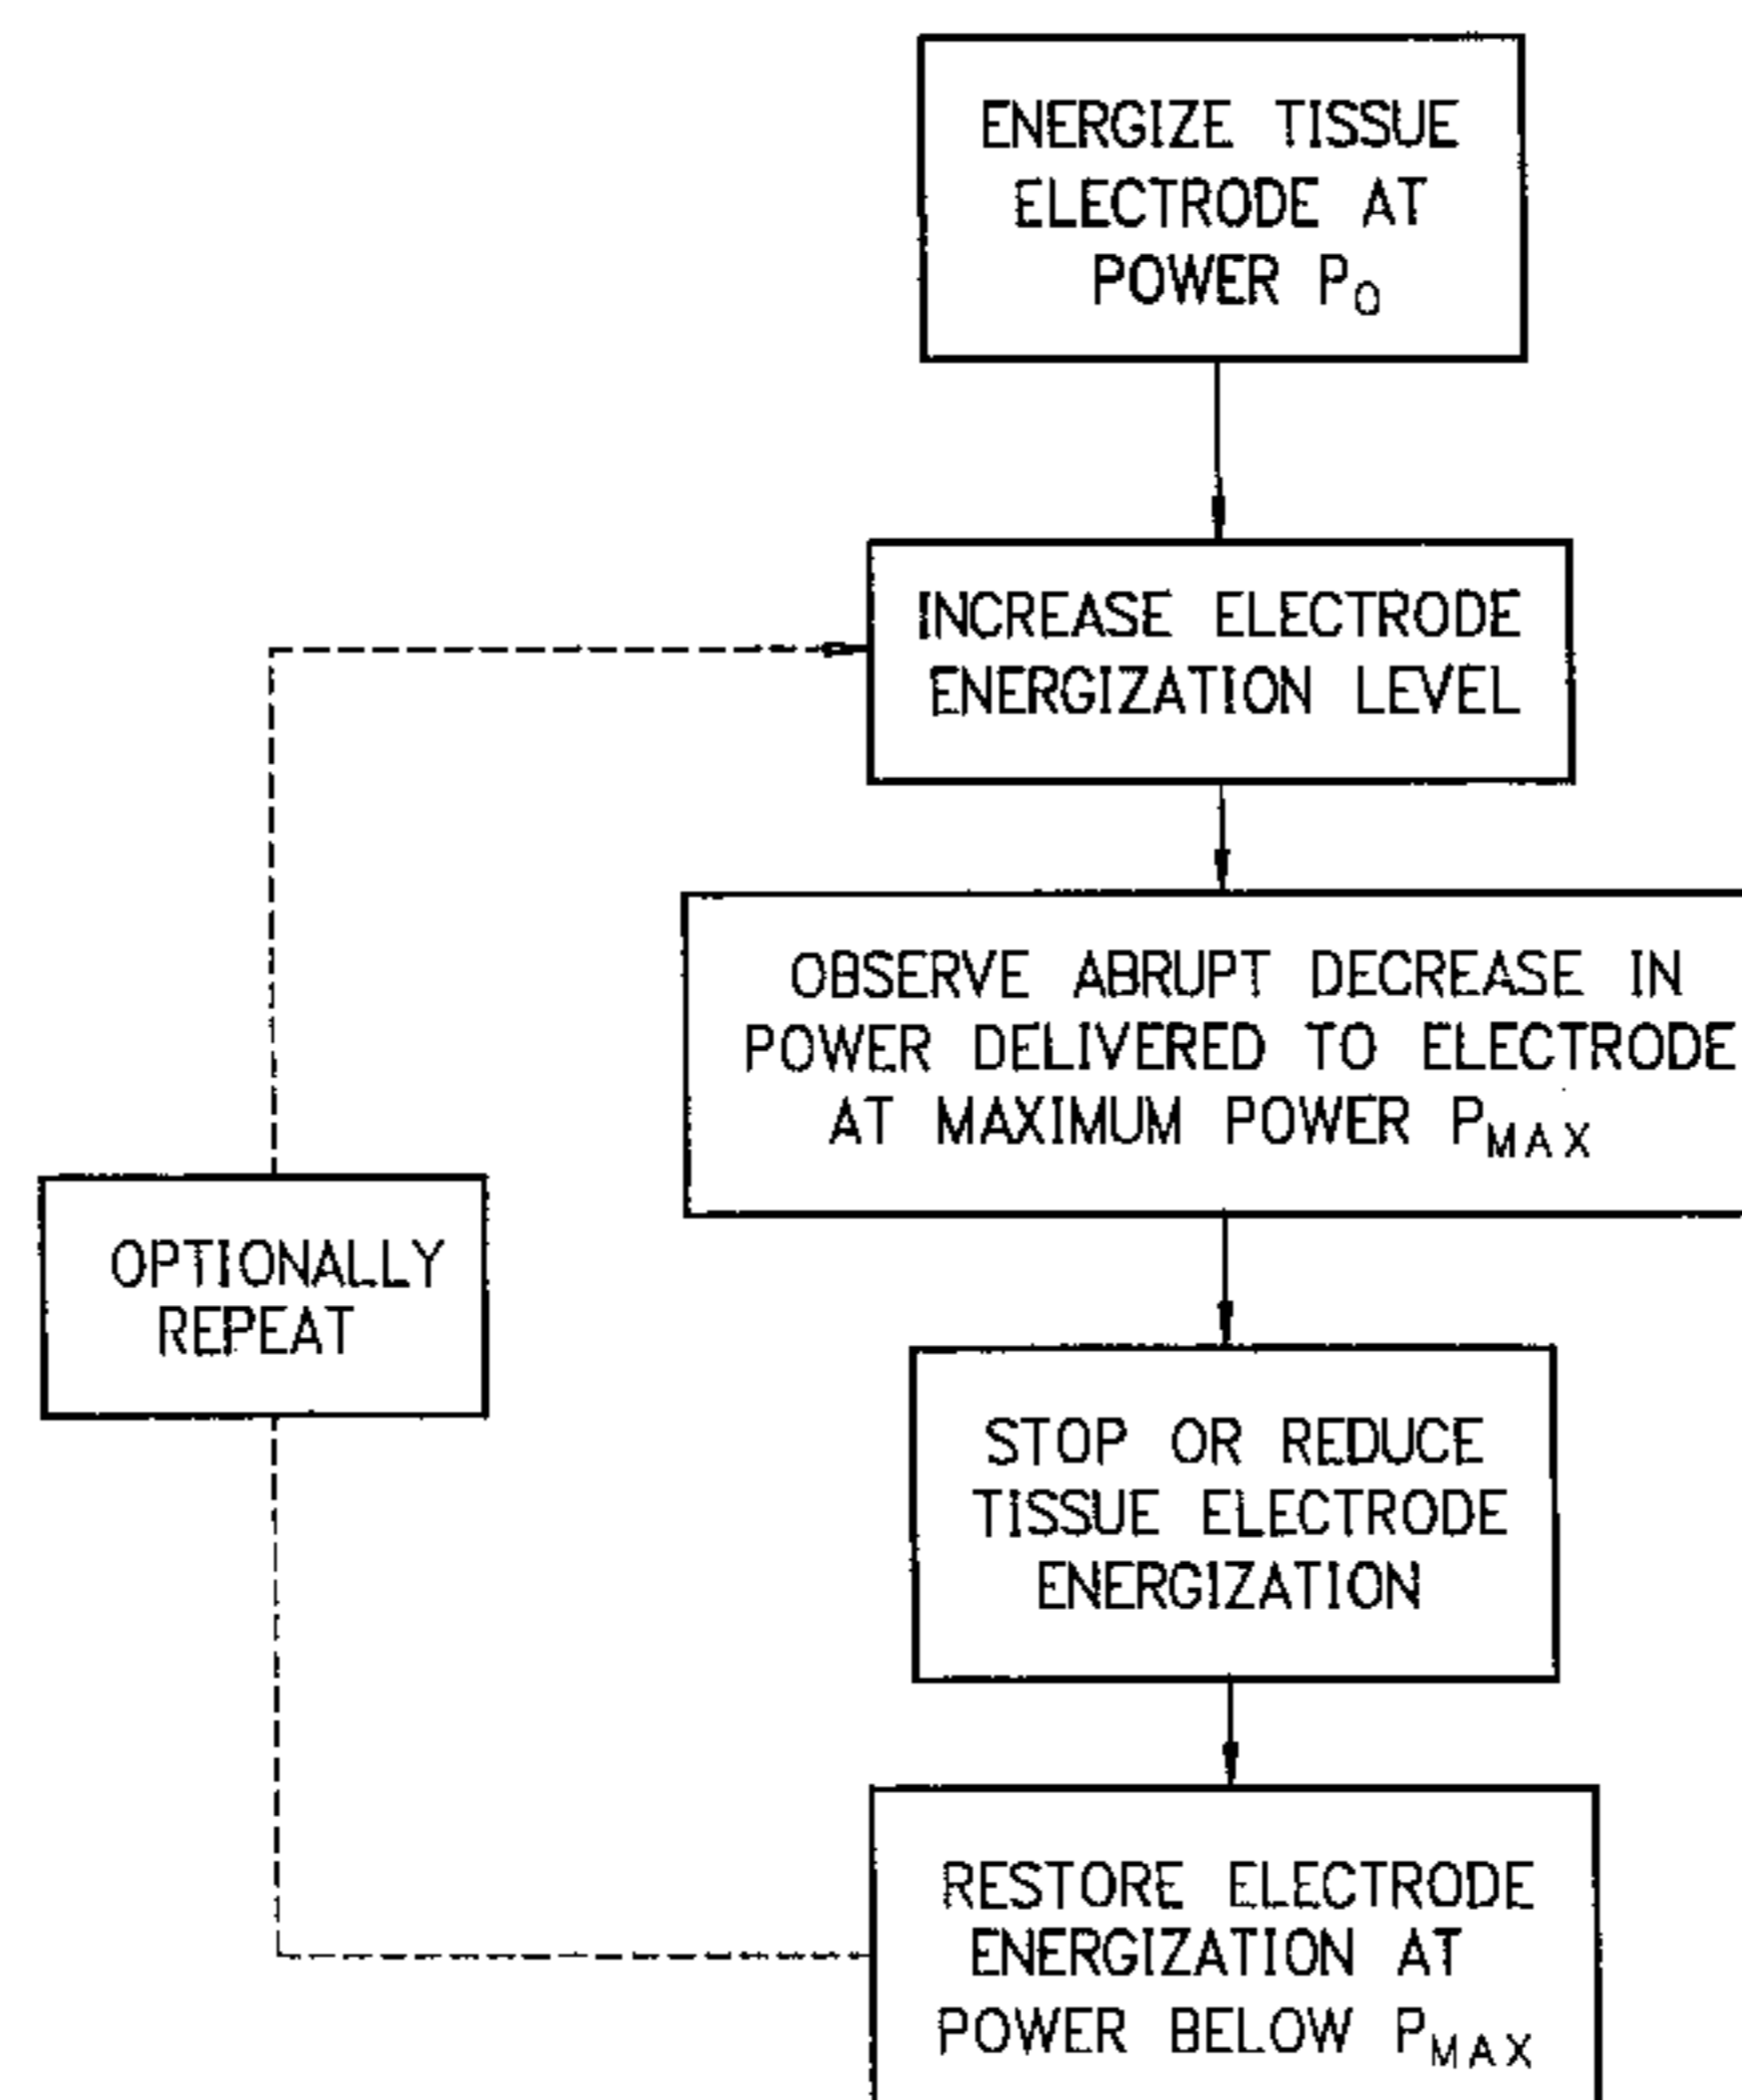 ENERGIZE TISSUE
ELECTRODE AT
POWER P₀
INCREASE ELECTRODE
ENERGIZATION LEVEL
OBSERVE ABRUPT DECREASE IN
POWER DELIVERED TO ELECTRODE
AT MAXIMUM POWER PMAX
OPTIONALLY
REPEAT
STOP OR REDUCE
TISSUE ELECTRODE
ENERGIZATION
RESTORE ELECTRODE
ENERGIZATION AT
POWER BELOW PMAX